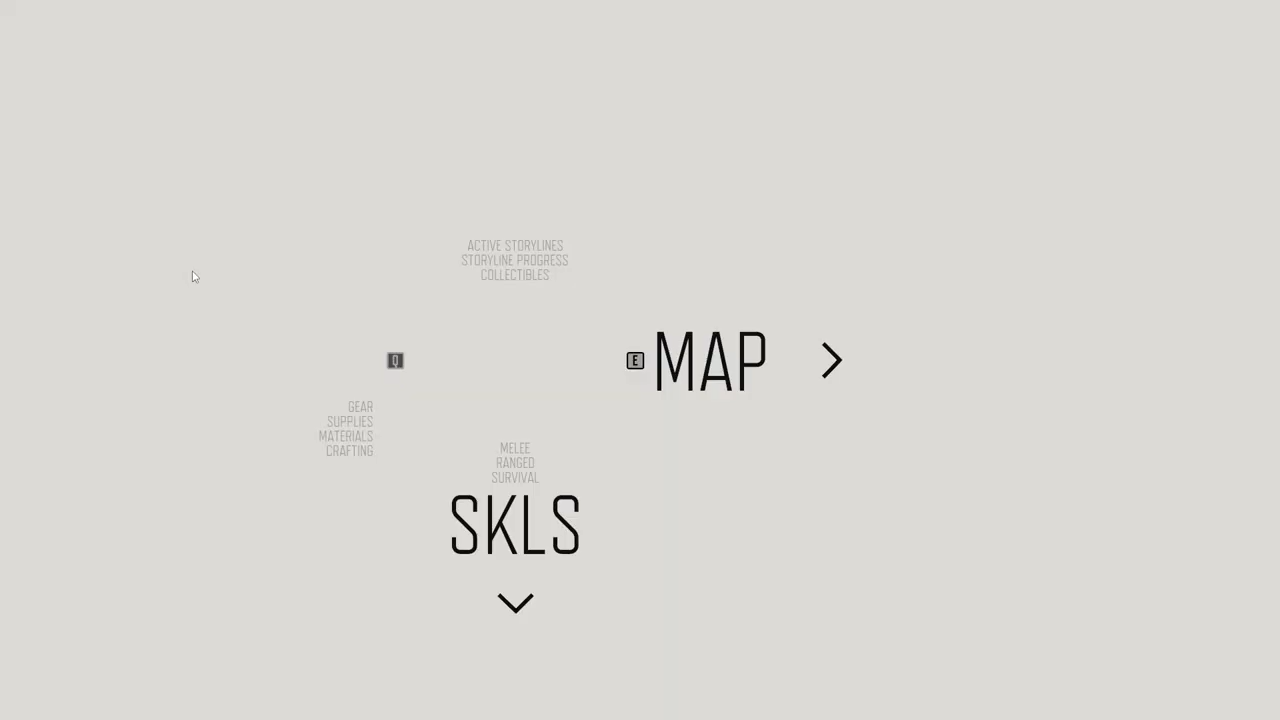 ACTIVE STORYLINES
STORYLINE PROGRESS
COLLECTIBLES
Q
E
MAP
GEAR
SUPPLIES
MATERIALS
CRAFTING
MELEE
RANGED
SURVIVAL
SKLS